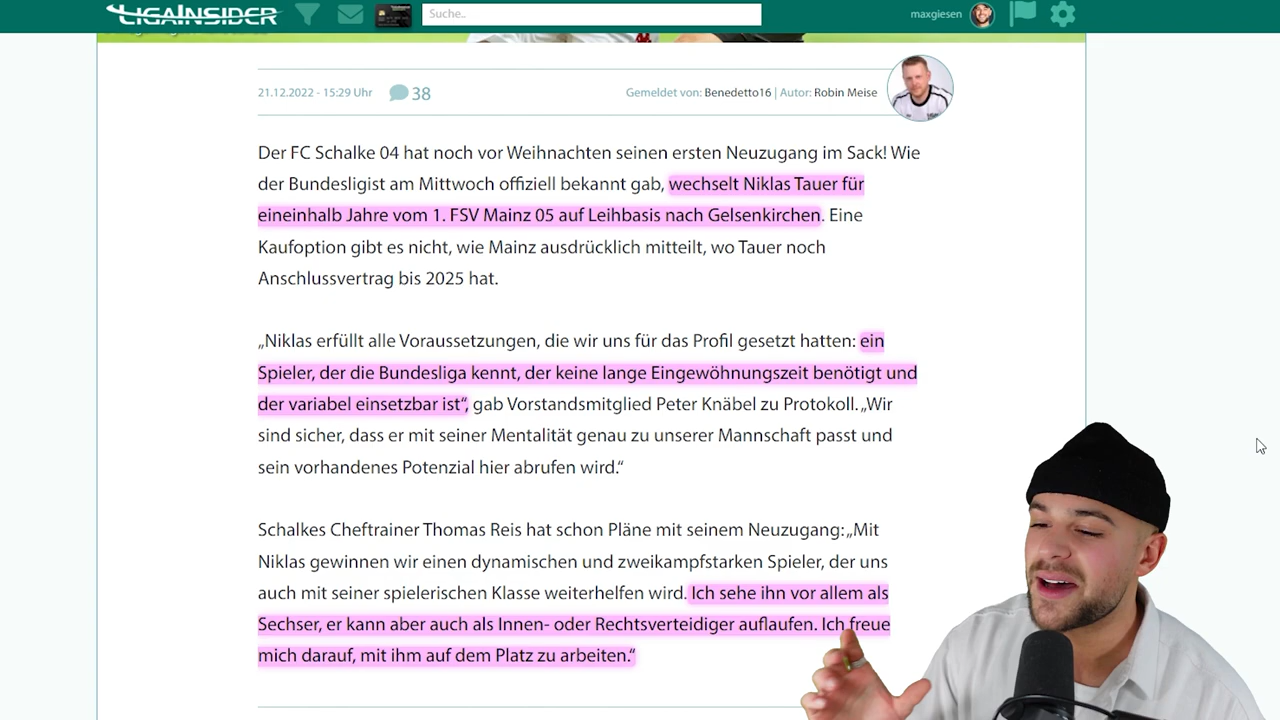 LIGAINSIDER
Suche..
maxgiesen
21.12.2022 - 15:29 Uhr
38
Gemeldet von: Benedetto16 | Autor: Robin Meise
Der FC Schalke 04 hat noch vor Weihnachten seinen ersten Neuzugang im Sack! Wie
der Bundesligist am Mittwoch offiziell bekannt gab, wechselt Niklas Tauer für
eineinhalb Jahre vom 1. FSV Mainz 05 auf Leihbasis nach Gelsenkirchen. Eine
Kaufoption gibt es nicht, wie Mainz ausdrücklich mitteilt, wo Tauer noch
Anschlussvertrag bis 2025 hat.
„Niklas erfüllt alle Voraussetzungen, die wir uns für das Profil gesetzt hatten: ein
Spieler, der die Bundesliga kennt, der keine lange Eingewöhnungszeit benötigt und
der variabel einsetzbar ist“, gab Vorstandsmitglied Peter Knäbel zu Protokoll. „Wir
sind sicher, dass er mit seiner Mentalität genau zu unserer Mannschaft passt und
sein vorhandenes Potenzial hier abrufen wird.“
Schalkes Cheftrainer Thomas Reis hat schon Pläne mit seinem Neuzugang: „Mit
Niklas gewinnen wir einen dynamischen und zweikampfstarken Spieler, der uns
auch mit seiner spielerischen Klasse weiterhelfen wird. Ich sehe ihn vor allem als
Sechser, er kann aber auch als Innen- oder Rechtsverteidiger auflaufen. Ich freue
mich darauf, mit ihm auf dem Platz zu arbeiten.“